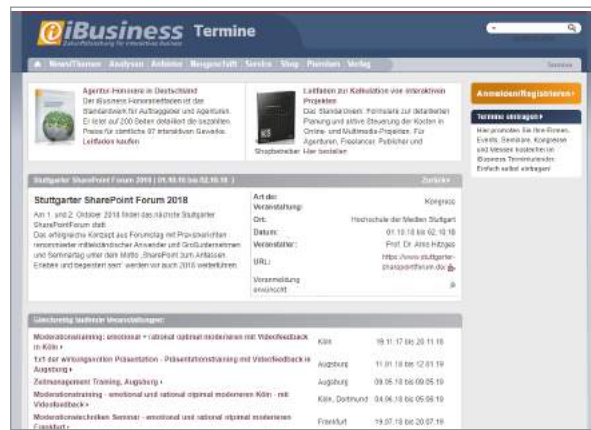 iBusiness Termine
Zukunftsforschung für interactive business
News/Themen Analysen Anbieter Neugeschäft Service Shop Premium Verlag
Agentur-Honorare in Deutschland
Der iBusiness Honorarleitfaden ist das
Standardwerk für Auftraggeber und Agenturen.
Er listet auf 200 Seiten detailliert die bezahlten
Preise für sämtliche 97 interaktiven Gewerke.
Leitfaden kaufen
Leitfaden zur Kalkulation von interaktiven
Projekten
Das Standardwerk: Formulare zur detaillierten
Planung und aktive Steuerung der Kosten in
Online- und Multimedia-Projekten. Für
Agenturen, Freelancer, Publisher und
Shopbetreiber. Hier bestellen
Anmelden/Registrieren
Termine eintragen
Hier promoten Sie Ihre Firmen,
Events, Seminare, Kongresse
und Messen kostenfrei im
iBusiness Terminkalender.
Einfach selbst eintragen!
Stuttgarter SharePoint Forum 2018 ( 01.10.18 bis 02.10.18 )
Zurück
Stuttgarter SharePoint Forum 2018
Am 1. und 2. Oktober 2018 findet das nächste Stuttgarter
SharePointForum statt.
Das erfolgreiche Konzept aus Forumstag mit Praxisberichten
renommierter mittelständischer Anwender und Großunternehmen
und Seminartag unter dem Motto „SharePoint zum Anfassen.
Erleben und begeistert sein" werden wir auch 2018 weiterführen.
Art der
Veranstaltung: Kongress
Ort: Hochschule der Medien Stuttgart
Datum: 01.10.18 bis 02.10.18
Veranstalter: Prof. Dr. Arno Hitzges
URL: https://www.stuttgarter-
sharepointforum.de/
Voranmeldung
erwünscht
Gleichzeitig laufende Veranstaltungen:
Moderationstraining: emotional + rational optimal moderieren mit Videofeedback
in Köln Köln 19.11.17 bis 20.11.18
1x1 der wirkungsvollen Präsentation - Präsentationstraining mit Videofeedback in
Augsburg Augsburg 11.01.18 bis 12.01.19
Zeitmanagement Training, Augsburg Augsburg 09.05.18 bis 09.05.19
Moderationstraining - emotional und rational otpimal moderieren Köln - mit
Videofeedback Köln, Dortmund 04.06.18 bis 05.06.19
Moderationstechniken Seminar - emotional und rational otpimal moderieren
Frankfurt Frankfurt 19.07.18 bis 20.07.19